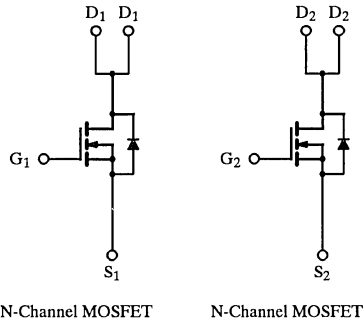 D1 D1 D2 D2
G1 G2
S1 S2
N-Channel MOSFET N-Channel MOSFET